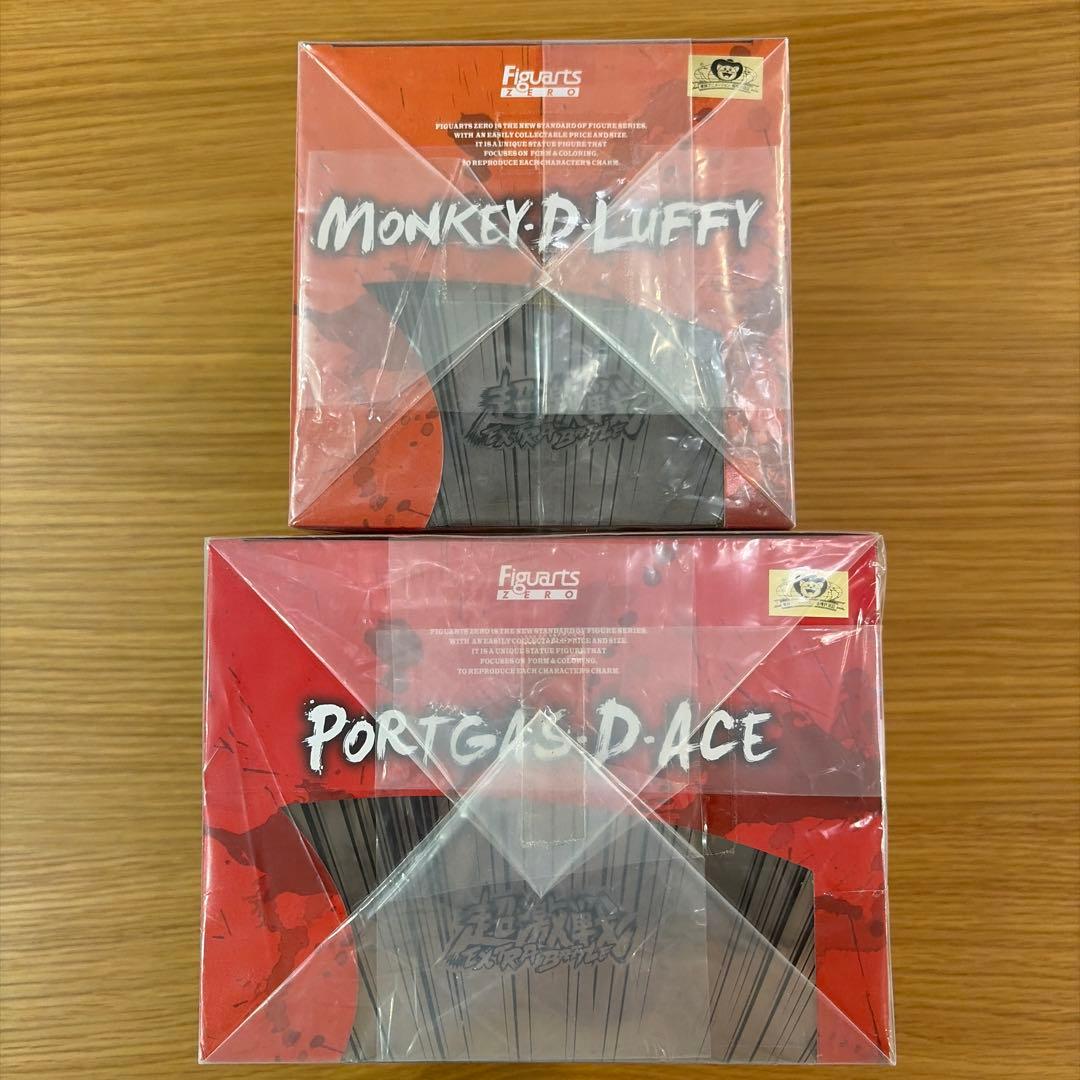 Figuarts
ZERO
FIGUARTS ZERO IS THE NEW STANDARD OF FIGURE SERIES,
WITH AN EASILY COLLECTABLE PRICE AND SIZE.
IT IS A UNIQUE STATUE FIGURE THAT
FOCUSES ON FORM & COLORING,
TO REPRODUCE EACH CHARACTER'S CHARM.
MONKEY·D·LUFFY
超激戦
EXTRA BATTLE
Figuarts
ZERO
FIGUARTS ZERO IS THE NEW STANDARD OF FIGURE SERIES,
WITH AN EASILY COLLECTABLE PRICE AND SIZE.
IT IS A UNIQUE STATUE FIGURE THAT
FOCUSES ON FORM & COLORING,
TO REPRODUCE EACH CHARACTER'S CHARM.
PORTGAS·D·ACE
超激戦
EXTRA BATTLE